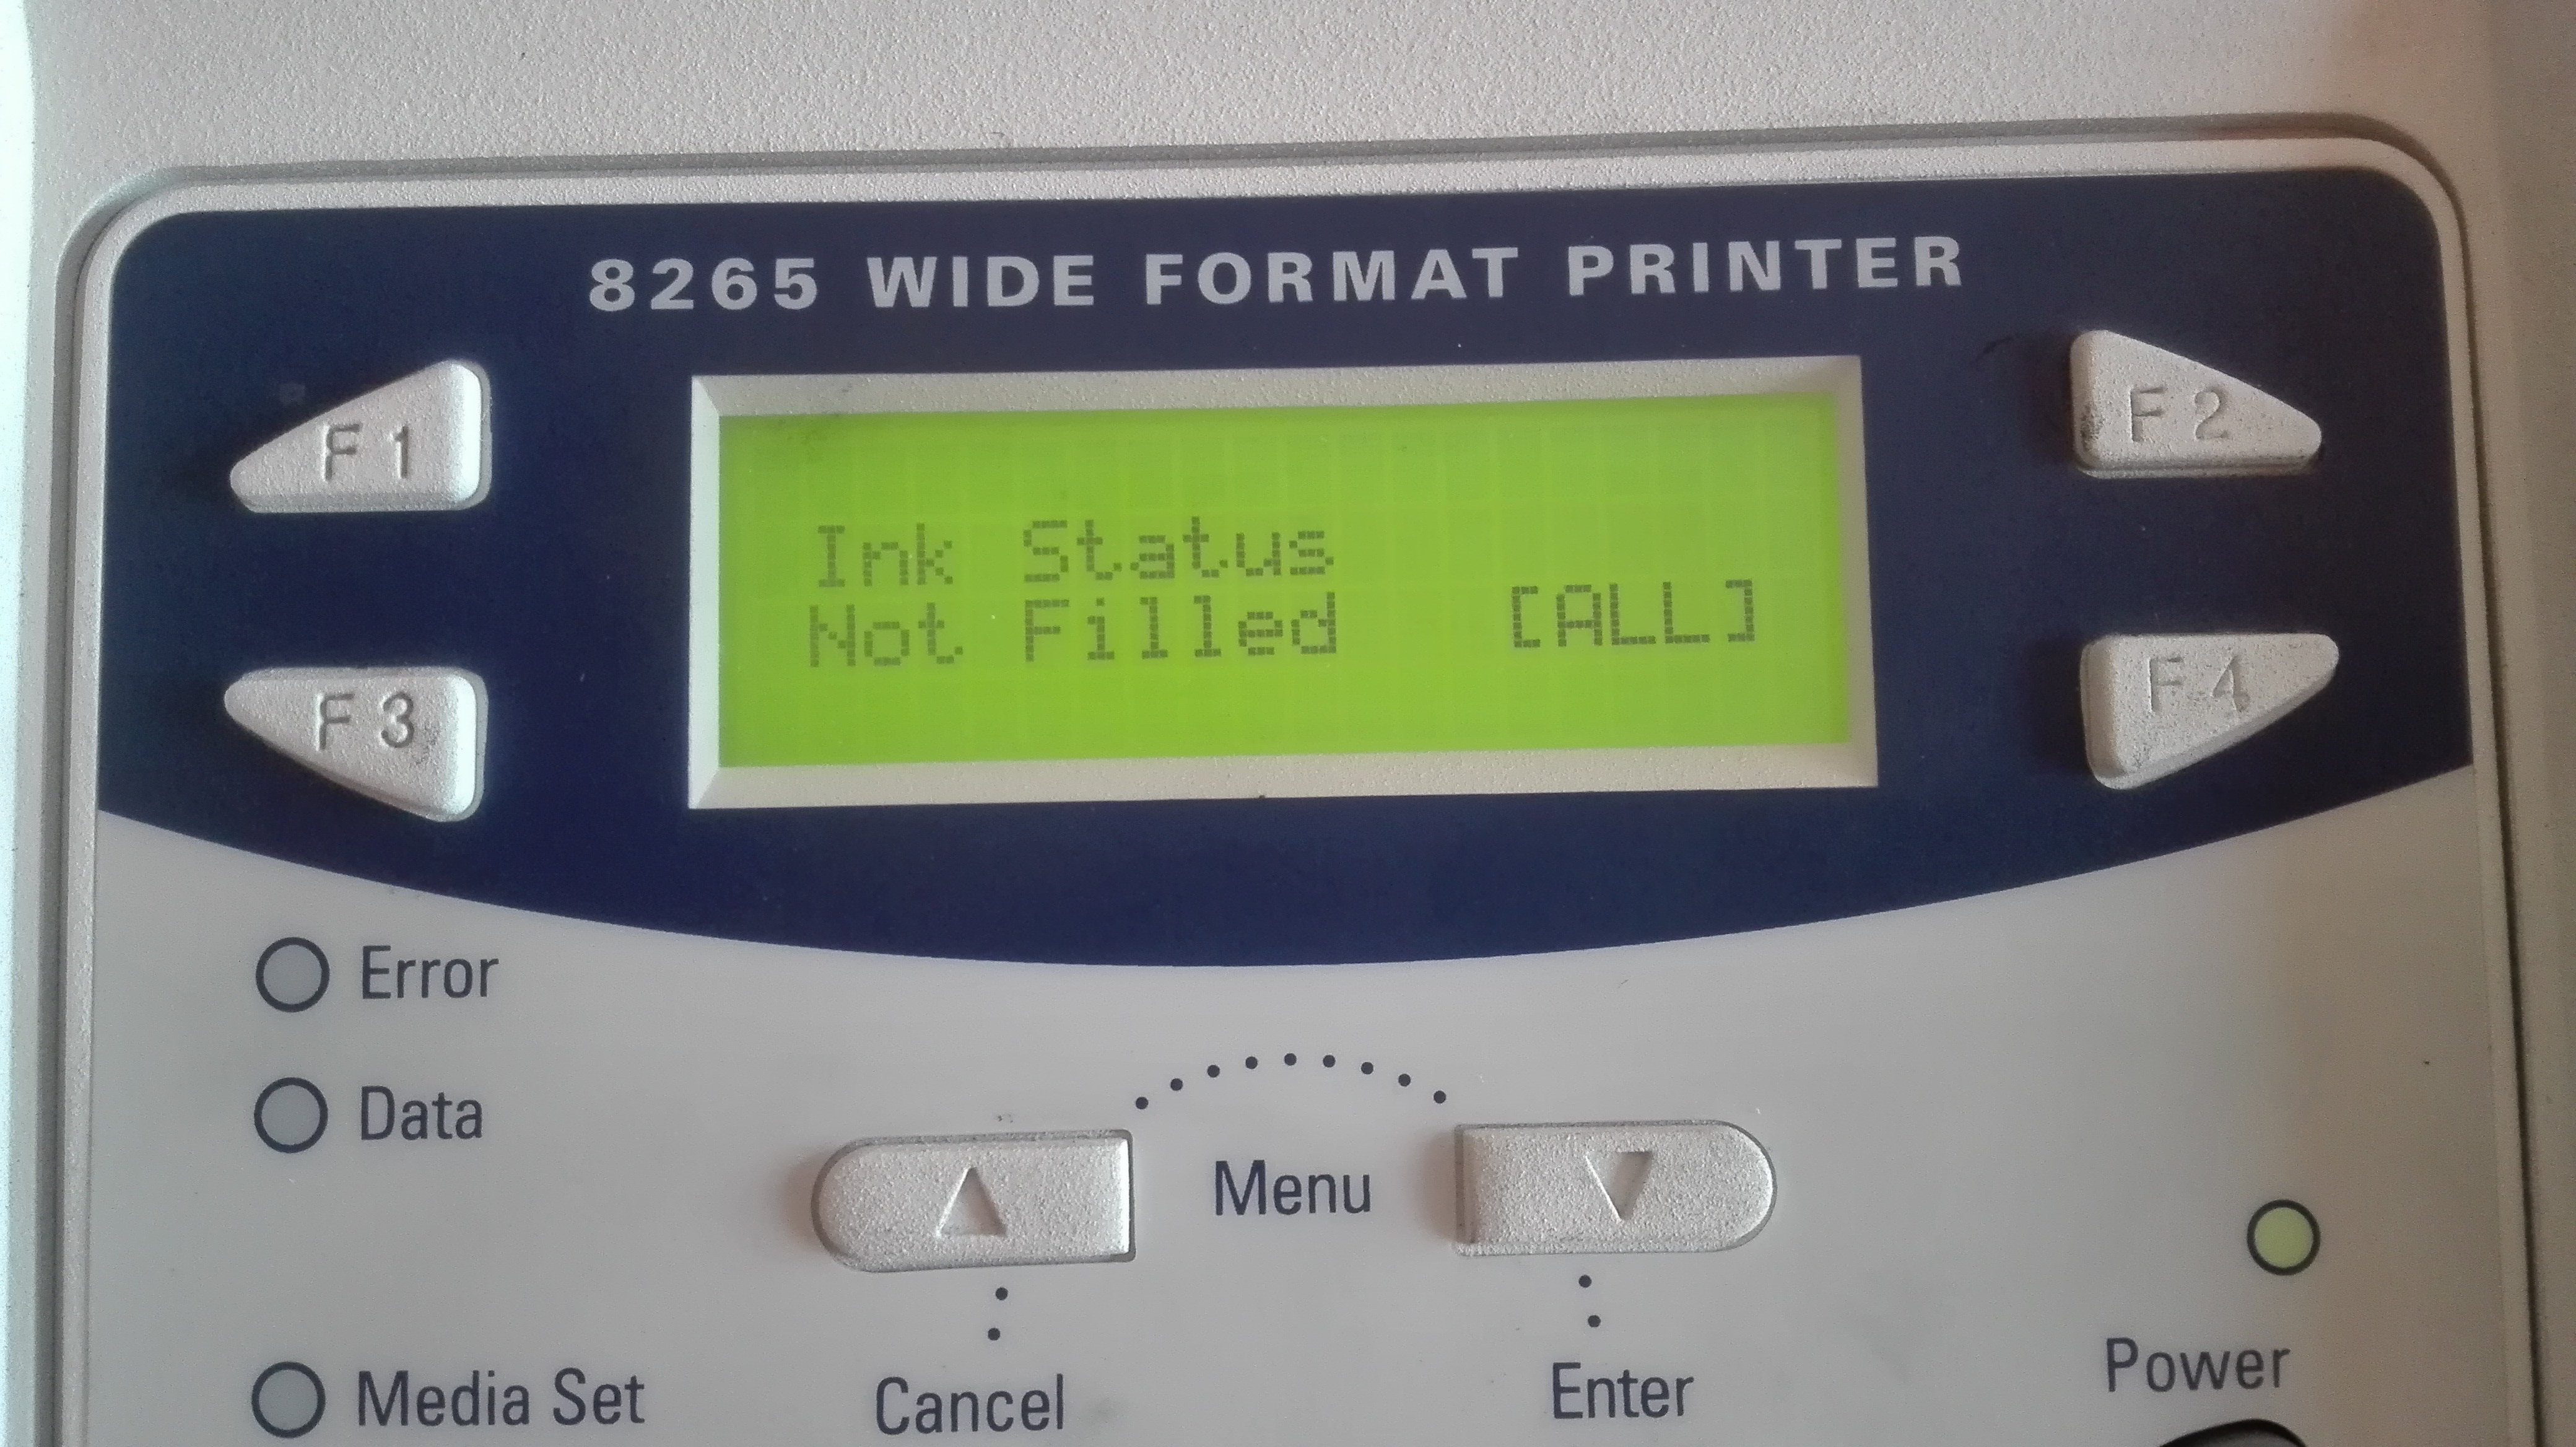 8265 WIDE FORMAT PRINTER
F1
F2
Ink Status
Not Filled [ALL]
F3
F4
Error
Data
Menu
Media Set
Cancel
Enter
Power